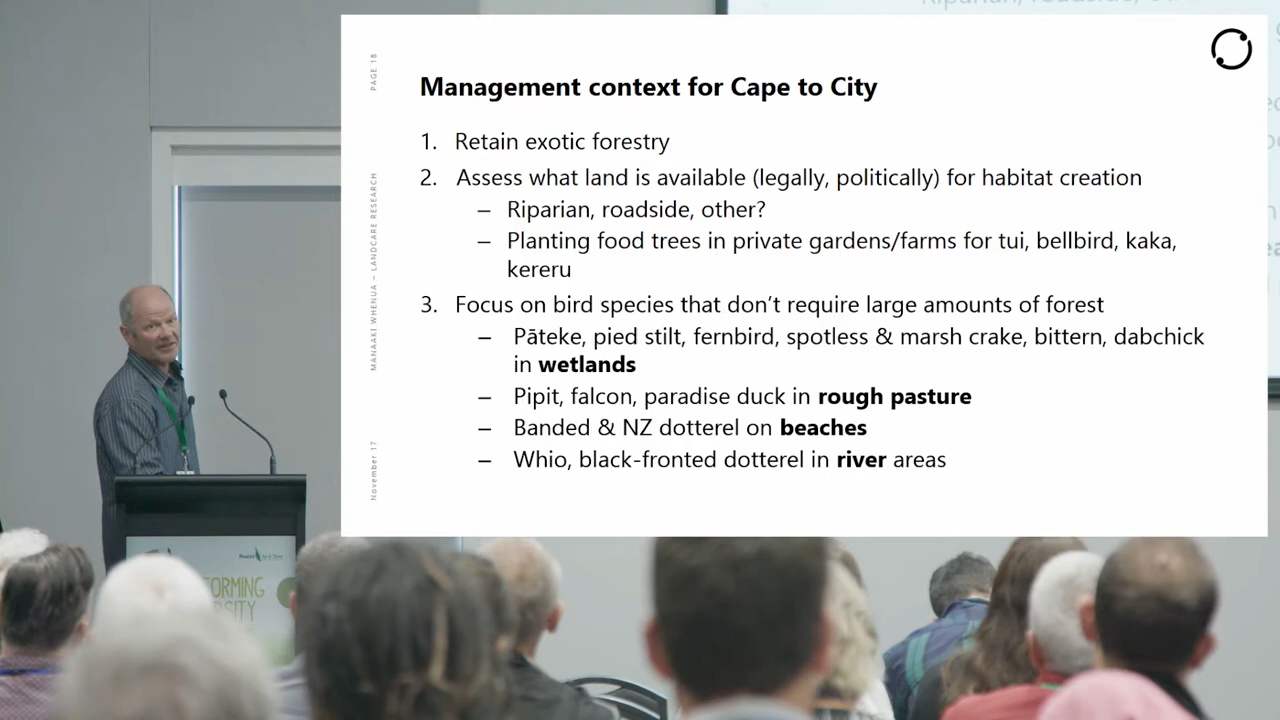 Management context for Cape to City
1. Retain exotic forestry
2. Assess what land is available (legally, politically) for habitat creation
– Riparian, roadside, other?
– Planting food trees in private gardens/farms for tui, bellbird, kaka,
kereru
3. Focus on bird species that don't require large amounts of forest
– Pāteke, pied stilt, fernbird, spotless & marsh crake, bittern, dabchick
in wetlands
– Pipit, falcon, paradise duck in rough pasture
– Banded & NZ dotterel on beaches
– Whio, black-fronted dotterel in river areas
PAGE 18
MANAAKI WHENUA – LANDCARE RESEARCH
November 17
ORMING
SITY